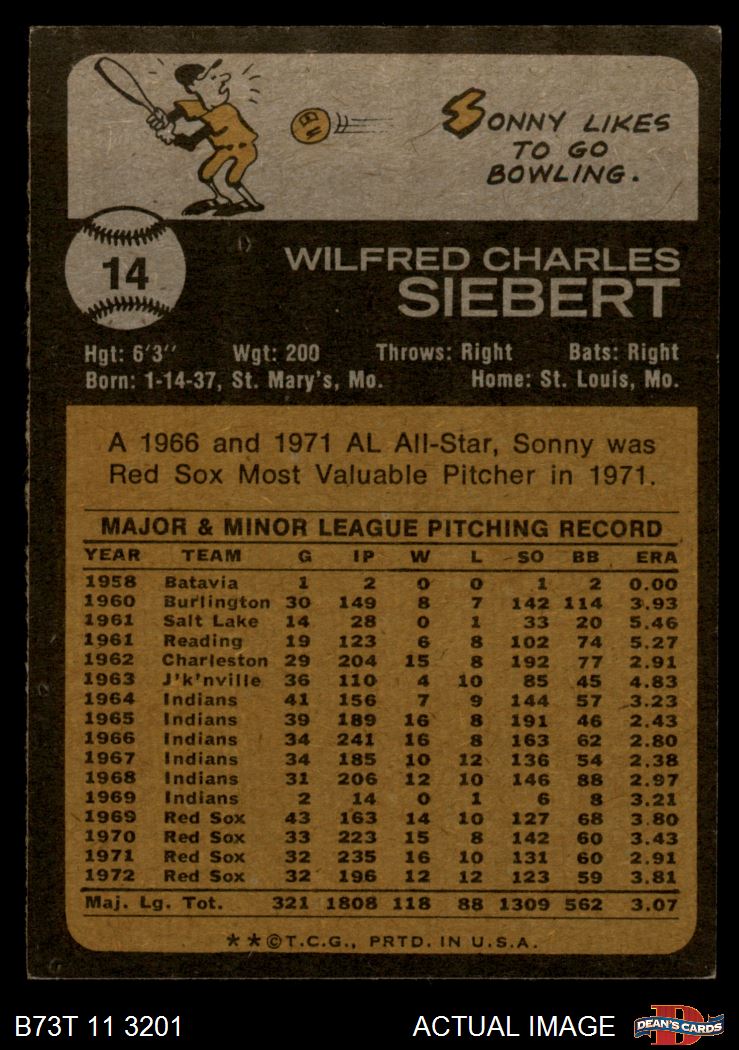 SONNY LIKES
TO GO
BOWLING.
14
WILFRED CHARLES
SIEBERT
Hgt: 6'3" Wgt: 200 Throws: Right Bats: Right
Born: 1-14-37, St. Mary's, Mo. Home: St. Louis, Mo.
A 1966 and 1971 AL All-Star, Sonny was
Red Sox Most Valuable Pitcher in 1971.
MAJOR & MINOR LEAGUE PITCHING RECORD
YEAR TEAM G IP W L SO BB ERA
1958 Batavia 1 2 0 0 1 2 0.00
1960 Burlington 30 149 8 7 142 114 3.93
1961 Salt Lake 14 28 0 1 33 20 5.46
1961 Reading 19 123 6 8 102 74 5.27
1962 Charleston 29 204 15 8 192 77 2.91
1963 J'k'nville 36 110 4 10 85 45 4.83
1964 Indians 41 156 7 9 144 57 3.23
1965 Indians 39 189 16 8 191 46 2.43
1966 Indians 34 241 16 8 163 62 2.80
1967 Indians 34 185 10 12 136 54 2.38
1968 Indians 31 206 12 10 146 88 2.97
1969 Indians 2 14 0 1 6 8 3.21
1969 Red Sox 43 163 14 10 127 68 3.80
1970 Red Sox 33 223 15 8 142 60 3.43
1971 Red Sox 32 235 16 10 131 60 2.91
1972 Red Sox 32 196 12 12 123 59 3.81
Maj. Lg. Tot. 321 1808 118 88 1309 562 3.07
**©T.C.G., PRTD. IN U.S.A.
B73T 11 3201 ACTUAL IMAGE DEAN'S CARDS